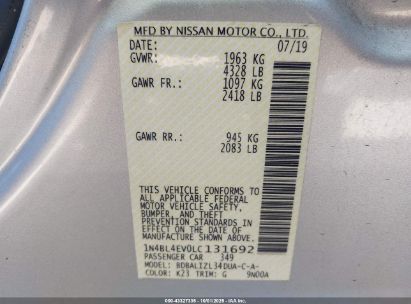 MFD BY NISSAN MOTOR CO., LTD.
DATE: 07/19
GVWR: 1963 KG
4328 LB
GAWR FR.: 1097 KG
2418 LB
GAWR RR.: 945 KG
2083 LB
THIS VEHICLE CONFORMS TO
ALL APPLICABLE FEDERAL
MOTOR VEHICLE SAFETY,
BUMPER, AND THEFT
PREVENTION STANDARDS IN
EFFECT ON THE DATE OF
MANUFACTURE SHOWN ABOVE.
1N4BL4EV0LC131692
PASSENGER CAR 349
MODEL: BDBALIZL34DUA-C-A-
COLOR: KZ3 TRIM: G 9N00A